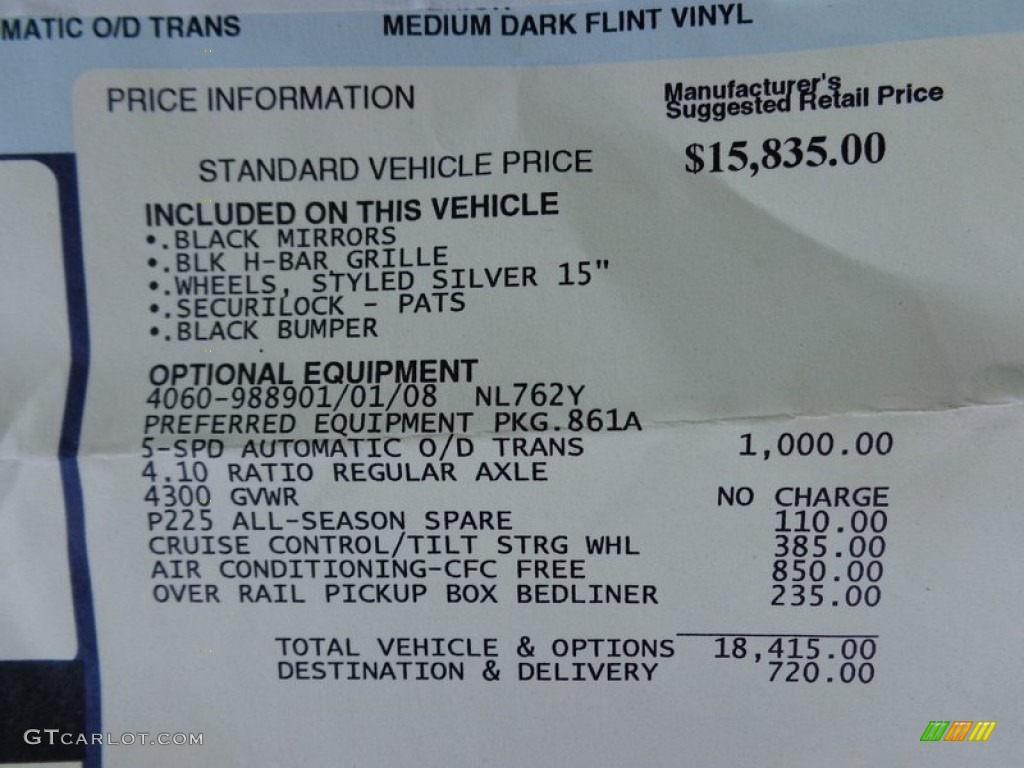 MATIC O/D TRANS
MEDIUM DARK FLINT VINYL
PRICE INFORMATION
Manufacturer's
Suggested Retail Price
STANDARD VEHICLE PRICE $15,835.00
INCLUDED ON THIS VEHICLE
•.BLACK MIRRORS
•.BLK H-BAR GRILLE
•.WHEELS, STYLED SILVER 15"
•.SECURILOCK - PATS
•.BLACK BUMPER
OPTIONAL EQUIPMENT
4060-988901/01/08 NL762Y
PREFERRED EQUIPMENT PKG.861A
5-SPD AUTOMATIC O/D TRANS 1,000.00
4.10 RATIO REGULAR AXLE
4300 GVWR NO CHARGE
P225 ALL-SEASON SPARE 110.00
CRUISE CONTROL/TILT STRG WHL 385.00
AIR CONDITIONING-CFC FREE 850.00
OVER RAIL PICKUP BOX BEDLINER 235.00
TOTAL VEHICLE & OPTIONS 18,415.00
DESTINATION & DELIVERY 720.00
GTCARLOT.COM